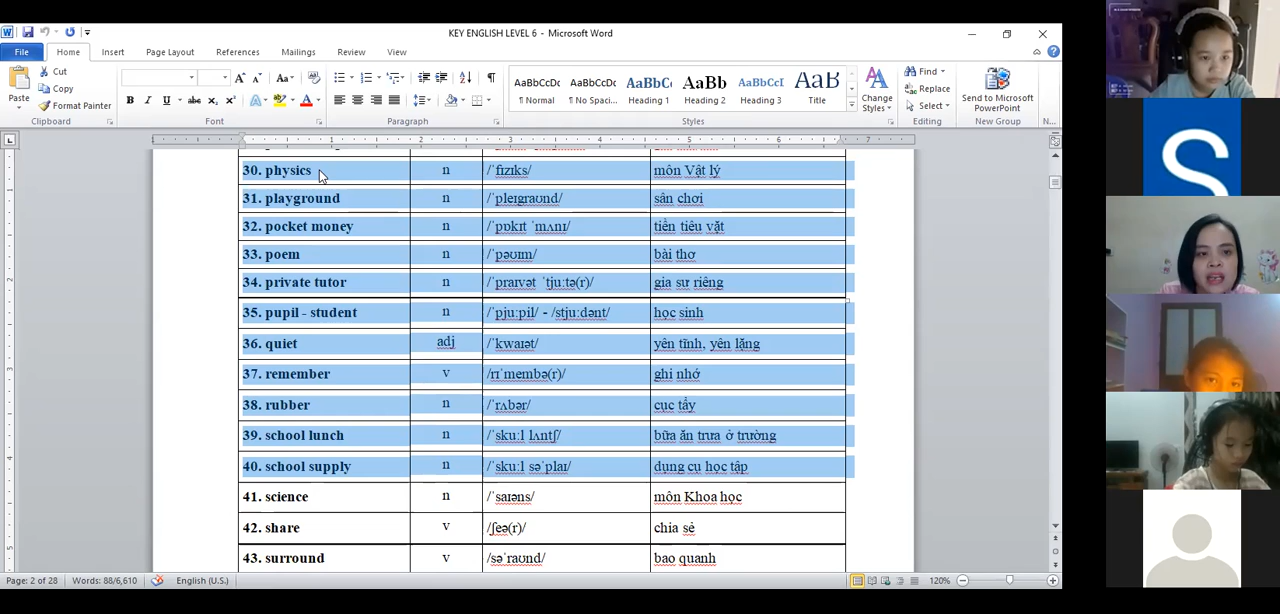 KEY ENGLISH LEVEL 6 - Microsoft Word
File Home Insert Page Layout References Mailings Review View
Paste Cut Copy Format Painter Clipboard
Font
Paragraph
AaBbCcDc AaBbCcDc AaBbC AaBb AaBbCcI AaB
¶ Normal ¶ No Spaci... Heading 1 Heading 2 Heading 3 Title
Change Styles Styles
Find Replace Select Editing
Send to Microsoft PowerPoint New Group
30. physics n /ˈfɪzɪks/ môn Vật lý
31. playground n /ˈpleɪɡraʊnd/ sân chơi
32. pocket money n /ˈpɒkɪt ˈmʌnɪ/ tiền tiêu vặt
33. poem n /ˈpəʊɪm/ bài thơ
34. private tutor n /ˈpraɪvət ˈtjuːtə(r)/ gia sư riêng
35. pupil - student n /ˈpjuːpil/ - /stjuːdənt/ học sinh
36. quiet adj /ˈkwaɪət/ yên tĩnh, yên lặng
37. remember v /rɪˈmembə(r)/ ghi nhớ
38. rubber n /ˈrʌbər/ cục tẩy
39. school lunch n /ˈskuːl lʌntʃ/ bữa ăn trưa ở trường
40. school supply n /ˈskuːl səˈplaɪ/ dụng cụ học tập
41. science n /ˈsaɪəns/ môn Khoa học
42. share v /ʃeə(r)/ chia sẻ
43. surround v /səˈraʊnd/ bao quanh
Page: 2 of 28 Words: 88/6,610 English (U.S.) 120%
S